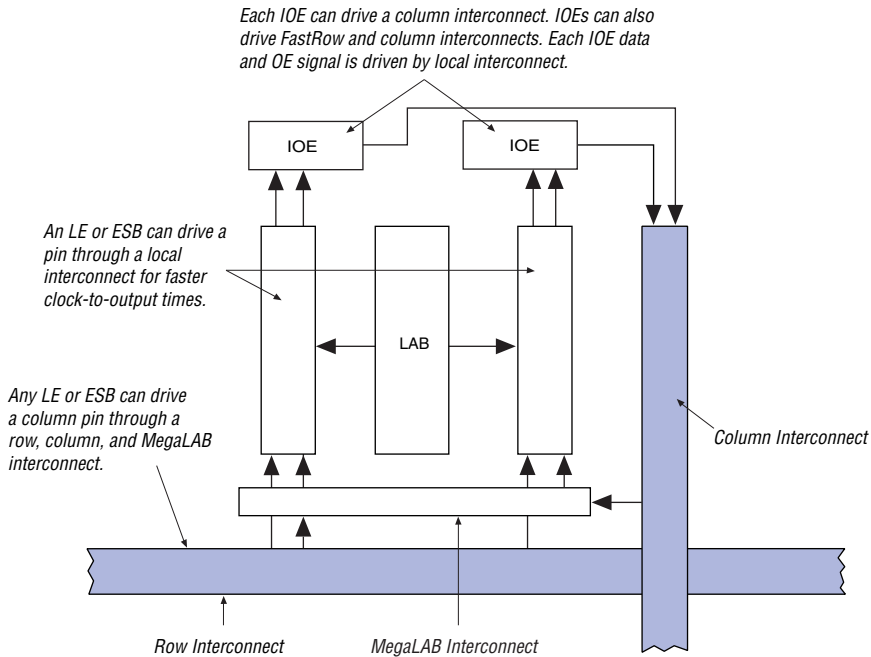 Each IOE can drive a column interconnect. IOEs can also
drive FastRow and column interconnects. Each IOE data
and OE signal is driven by local interconnect.
IOE
IOE
An LE or ESB can drive a
pin through a local
interconnect for faster
clock-to-output times.
LAB
Any LE or ESB can drive
a column pin through a
row, column, and MegaLAB
interconnect.
Column Interconnect
Row Interconnect
MegaLAB Interconnect